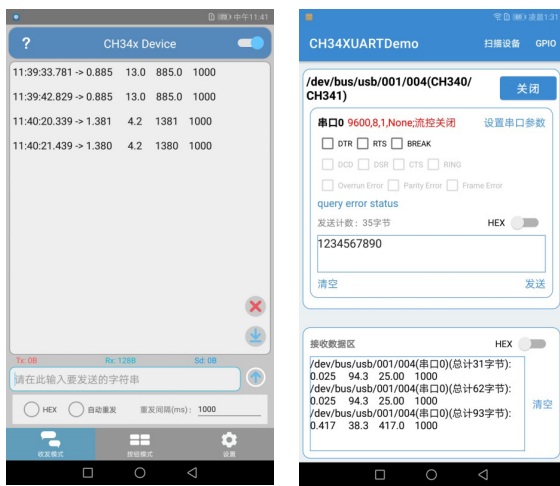 中午11:41
? CH34x Device
11:39:33.781 -> 0.885 13.0 885.0 1000
11:39:42.829 -> 0.885 13.0 885.0 1000
11:40:20.339 -> 1.381 4.2 1381 1000
11:40:21.439 -> 1.380 4.2 1380 1000
Tx: 0B Rx: 128B Sd: 0B
请在此输入要发送的字符串
HEX 自动重发 重发间隔(ms): 1000
收发模式 按钮模式 设置
凌晨1:31
CH34XUARTDemo 扫描设备 GPIO
/dev/bus/usb/001/004(CH340/
CH341)
关闭
串口0 9600,8,1,None;流控关闭 设置串口参数
DTR RTS BREAK
DCD DSR CTS RING
Overrun Error Parity Error Frame Error
query error status
发送计数: 35字节 HEX
1234567890
清空 发送
接收数据区 HEX
/dev/bus/usb/001/004(串口0)(总计31字节):
0.025 94.3 25.00 1000
/dev/bus/usb/001/004(串口0)(总计62字节):
0.025 94.3 25.00 1000
/dev/bus/usb/001/004(串口0)(总计93字节):
0.417 38.3 417.0 1000
清空